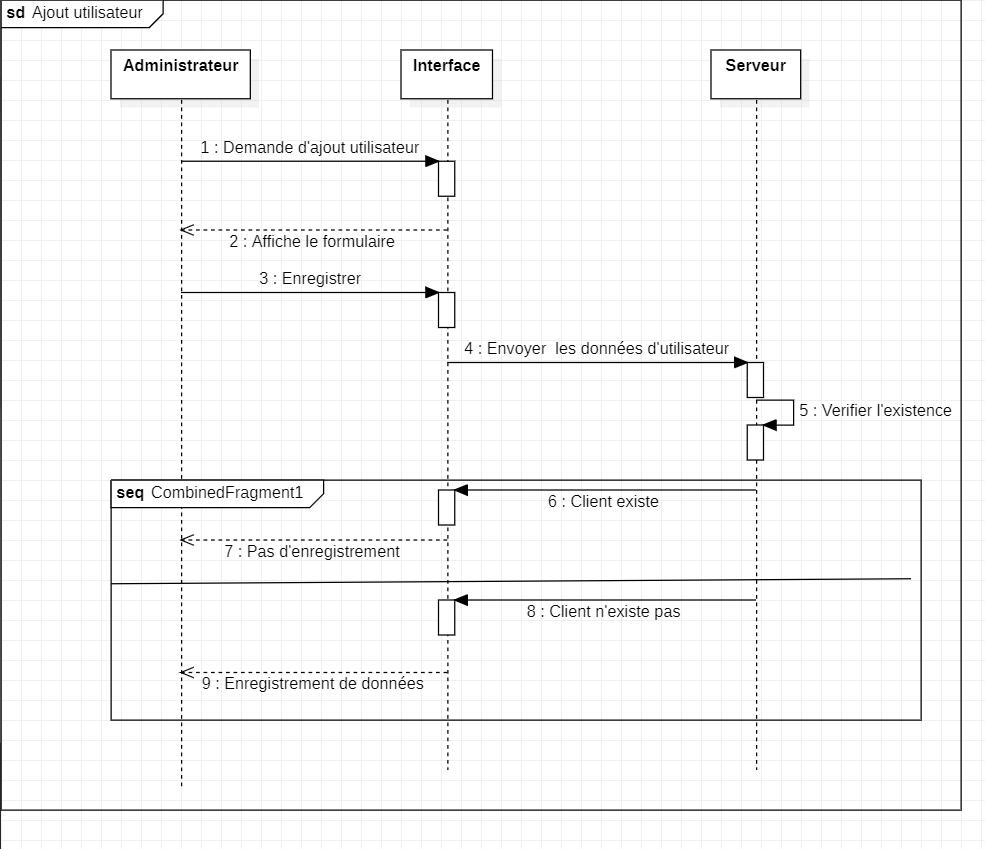 sd Ajout utilisateur
Administrateur
Interface
Serveur
1 : Demande d'ajout utilisateur
2 : Affiche le formulaire
3 : Enregistrer
4 : Envoyer  les données d'utilisateur
5 : Verifier l'existence
seq CombinedFragment1
6 : Client existe
7 : Pas d'enregistrement
8 : Client n'existe pas
9 : Enregistrement de données